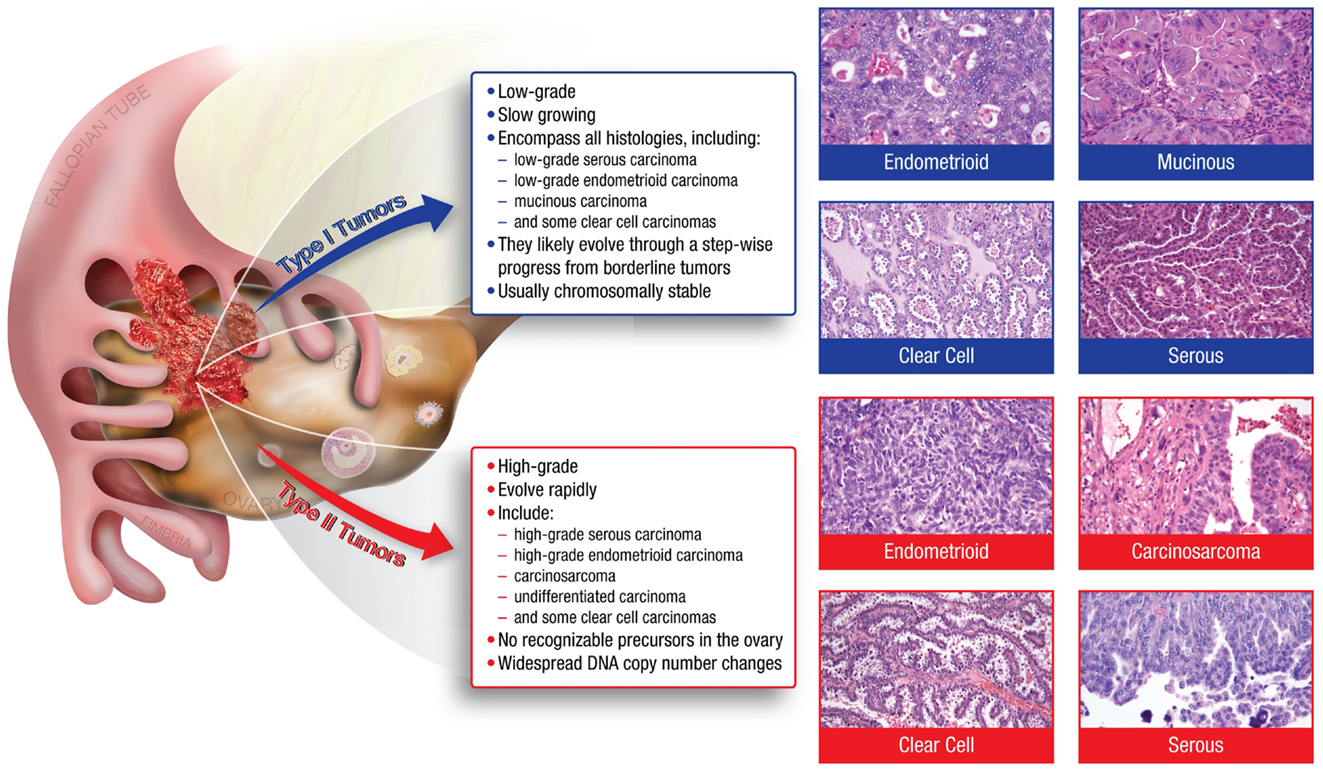 FALLOPIAN TUBE
OVARY
FIMBRIA
Type I Tumors
• Low-grade
• Slow growing
• Encompass all histologies, including:
– low-grade serous carcinoma
– low-grade endometrioid carcinoma
– mucinous carcinoma
– and some clear cell carcinomas
• They likely evolve through a step-wise
progress from borderline tumors
• Usually chromosomally stable
Type II Tumors
• High-grade
• Evolve rapidly
• Include:
– high-grade serous carcinoma
– high-grade endometrioid carcinoma
– carcinosarcoma
– undifferentiated carcinoma
– and some clear cell carcinomas
• No recognizable precursors in the ovary
• Widespread DNA copy number changes
Endometrioid
Mucinous
Clear Cell
Serous
Endometrioid
Carcinosarcoma
Clear Cell
Serous